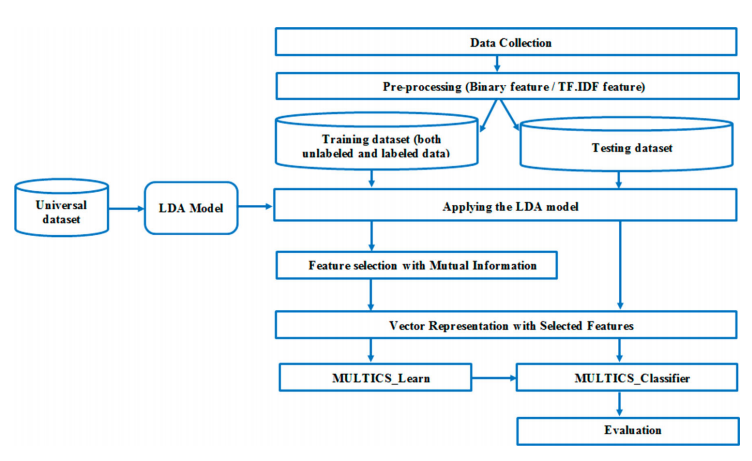 Data Collection
Pre-processing (Binary feature / TF.IDF feature)
Training dataset (both
unlabeled and labeled data)
Testing dataset
Universal
dataset
LDA Model
Applying the LDA model
Feature selection with Mutual Information
Vector Representation with Selected Features
MULTICS_Learn
MULTICS_Classifier
Evaluation